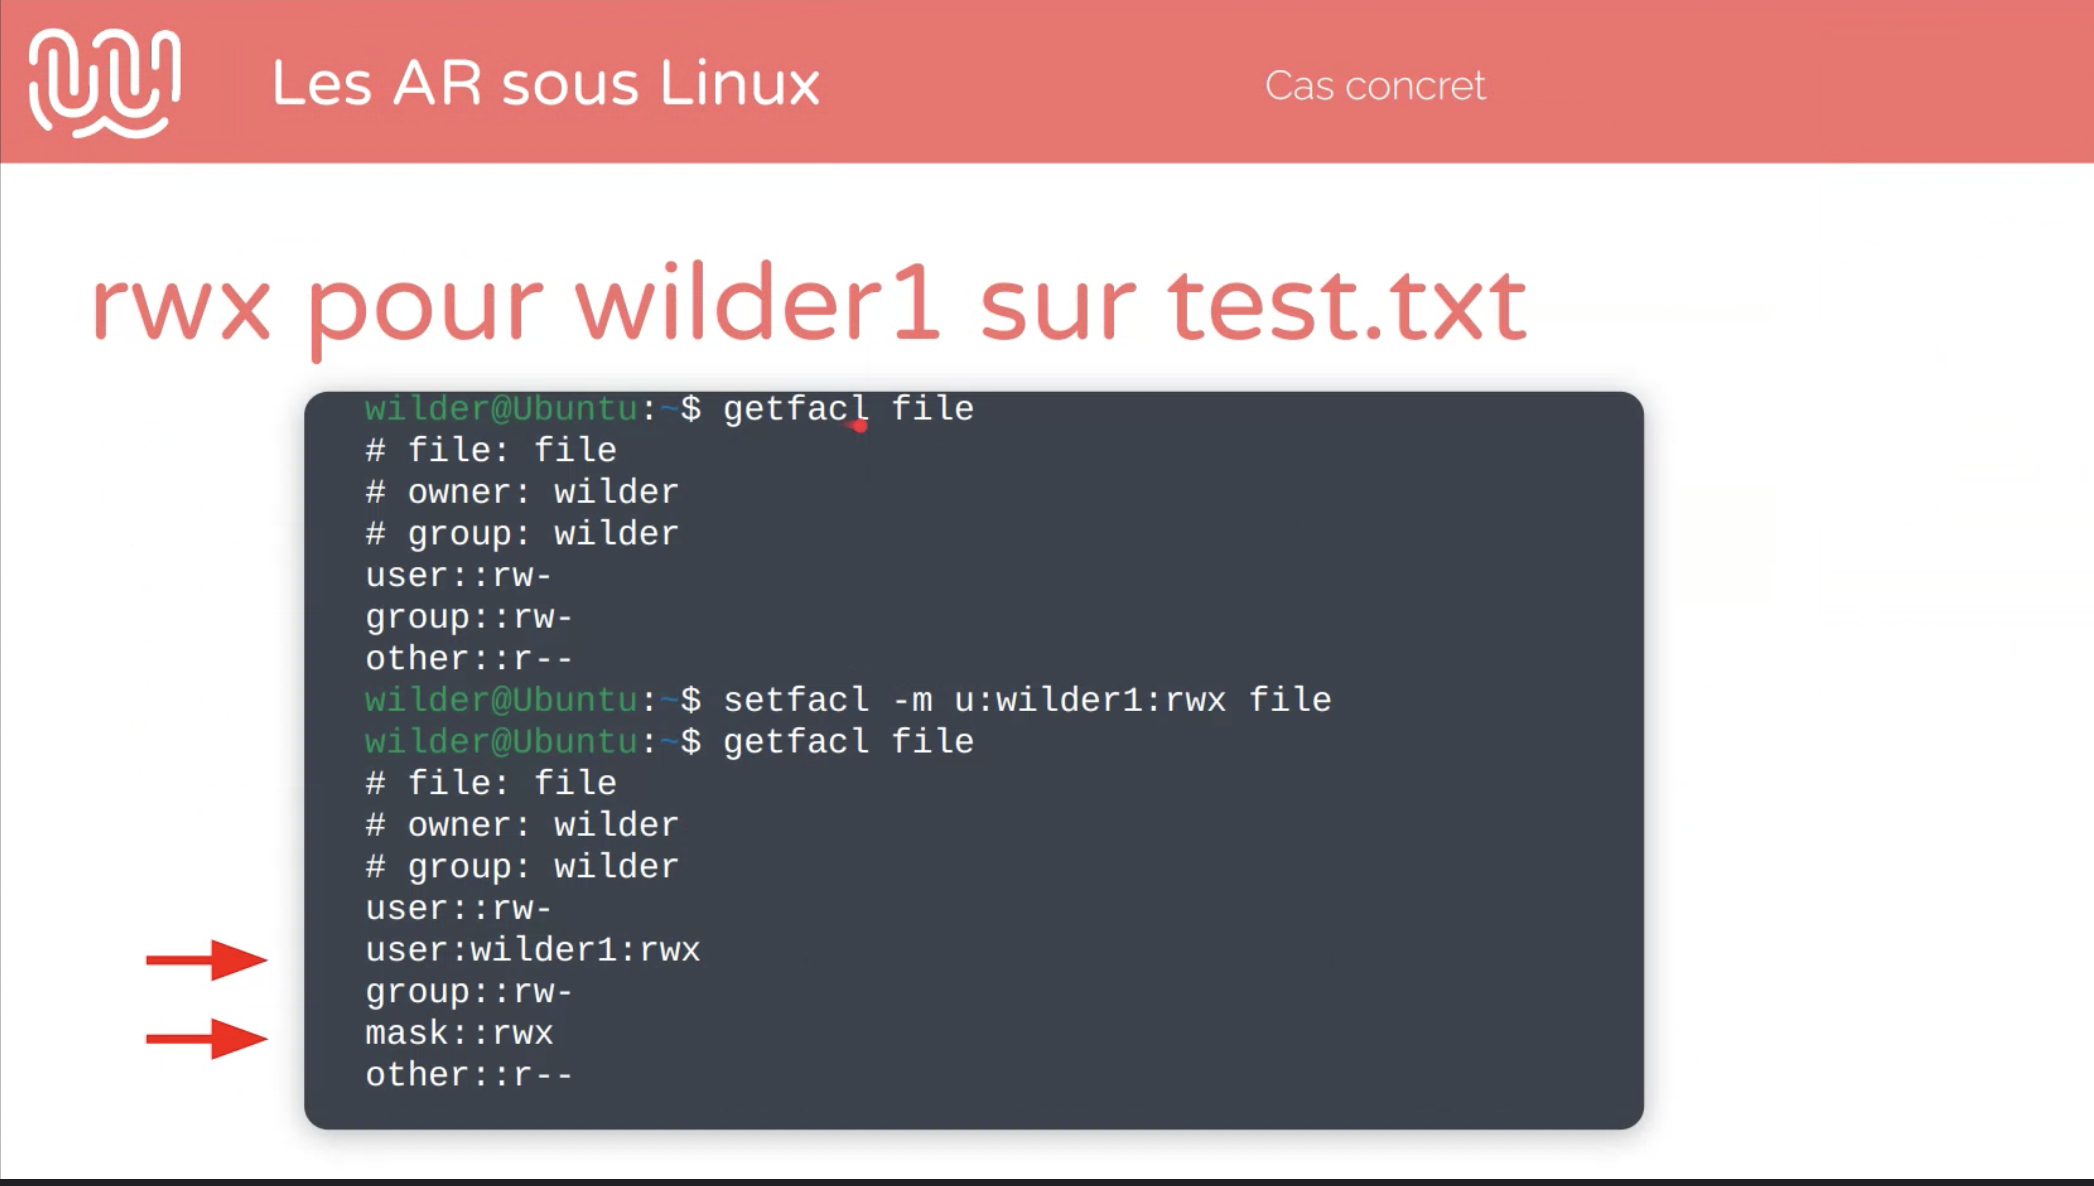 Les AR sous Linux
Cas concret
rwx pour wilder1 sur test.txt
wilder@Ubuntu:~$ getfacl file
# file: file
# owner: wilder
# group: wilder
user::rw-
group::rw-
other::r--
wilder@Ubuntu:~$ setfacl -m u:wilder1:rwx file
wilder@Ubuntu:~$ getfacl file
# file: file
# owner: wilder
# group: wilder
user::rw-
user:wilder1:rwx
group::rw-
mask::rwx
other::r--